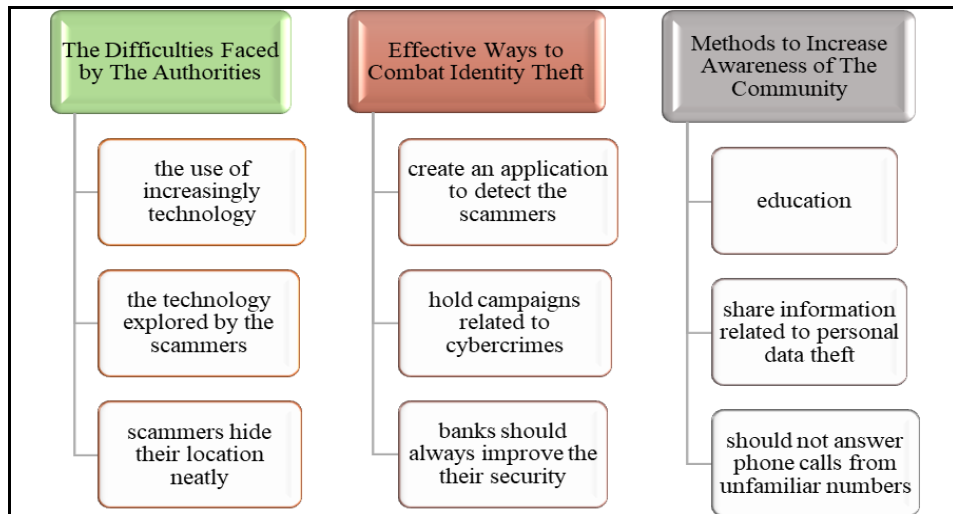 The Difficulties Faced
by The Authorities
the use of
increasingly
technology
the technology
explored by the
scammers
scammers hide
their location
neatly
Effective Ways to
Combat Identity Theft
create an application
to detect the
scammers
hold campaigns
related to
cybercrimes
banks should
always improve the
their security
Methods to Increase
Awareness of The
Community
education
share information
related to personal
data theft
should not answer
phone calls from
unfamiliar numbers